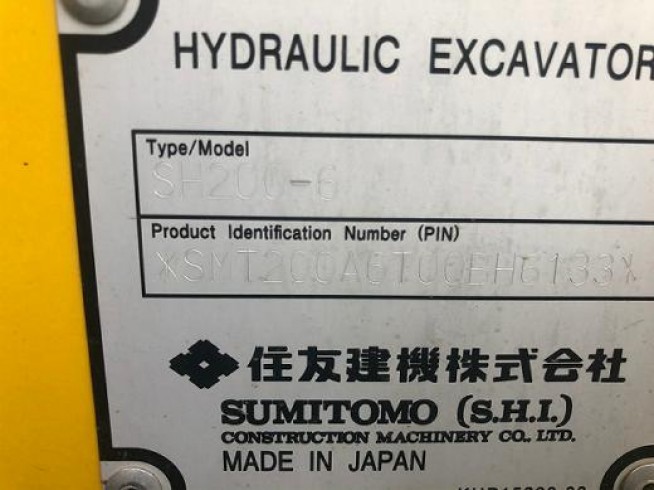 HYDRAULIC EXCAVATOR
Type/Model
SH200-6
Product Identification Number (PIN)
*SMT200A6T00EH6133*
住友建機株式会社
SUMITOMO (S.H.I.)
CONSTRUCTION MACHINERY CO., LTD.
MADE IN JAPAN